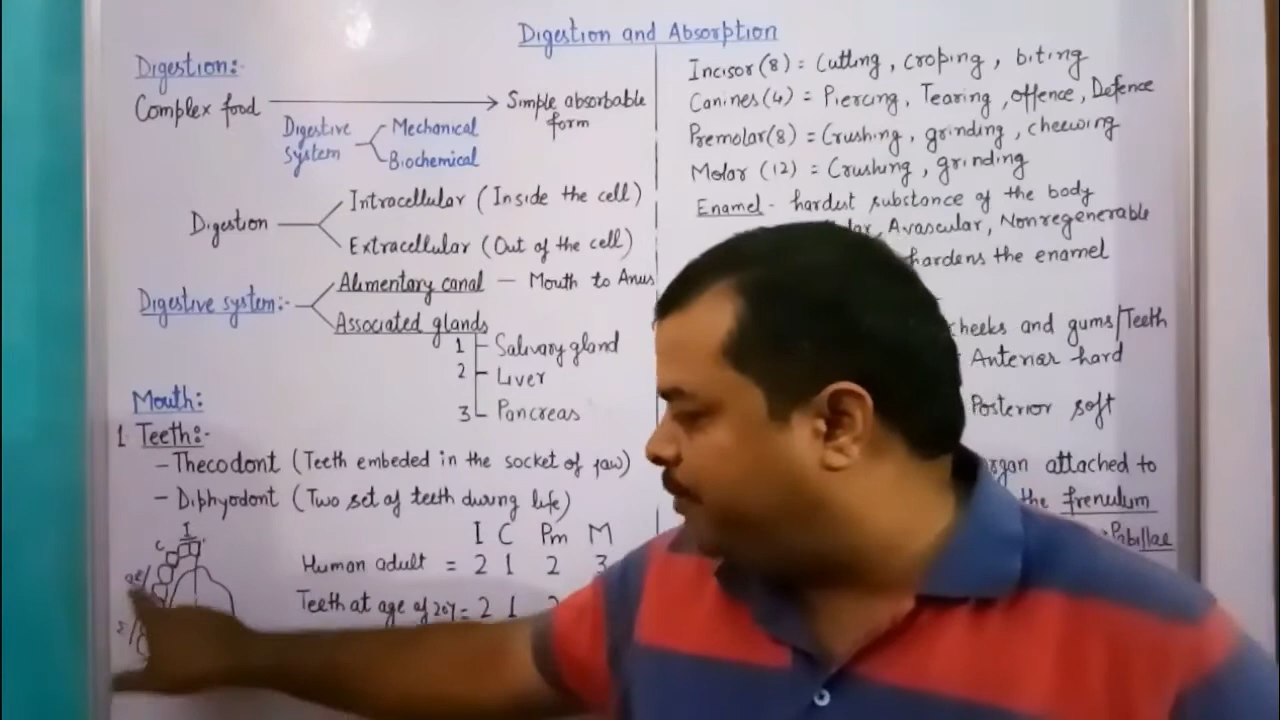 Digestion and Absorption
Digestion:-
Complex food → Simple absorbable form
Digestive system
Mechanical
Biochemical
Digestion
Intracellular (Inside the cell)
Extracellular (Out of the cell)
Digestive system:-
Alimentary canal — Mouth to Anus
Associated glands
1 Salivary gland
2 Liver
3 Pancreas
Mouth:
1 Teeth:-
- Thecodont (Teeth embeded in the socket of jaw)
- Diphyodont (Two set of teeth during life)
I C Pm M
Human adult = 2 1 2 3
Teeth at age of 20y = 2 1
I
C
Incisor (8) = Cutting, croping, biting
Canines (4) = Piercing, Tearing, offence, Defence
Premolar (8) = Crushing, grinding, cheewing
Molar (12) = Crushing, grinding
Enamel - hardest substance of the body
Avascular, Nonregenerable
hardens the enamel
cheeks and gums/Teeth
Anterior hard
Posterior soft
attached to
the frenulum
Pabillae